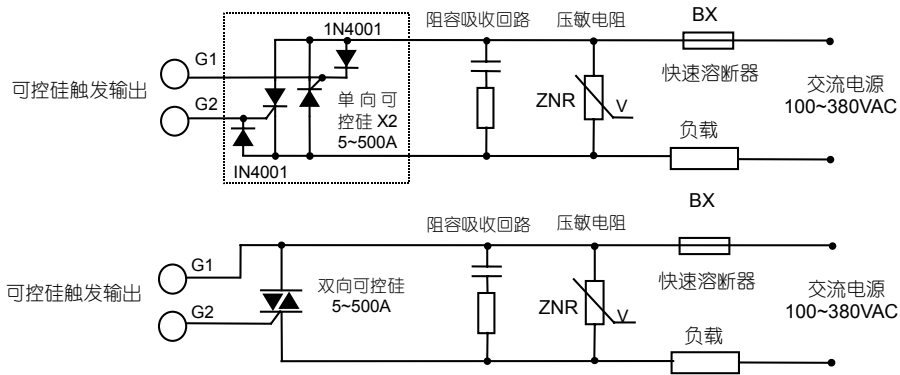 阻容吸收回路
压敏电阻
BX
1N4001
G1
快速溶断器
可控硅触发输出
交流电源
100~380VAC
G2
单向可
控硅 X2
5~500A
ZNR
V
负载
IN4001
阻容吸收回路
压敏电阻
BX
G1
快速溶断器
可控硅触发输出
双向可控硅
5~500A
交流电源
100~380VAC
G2
ZNR
V
负载